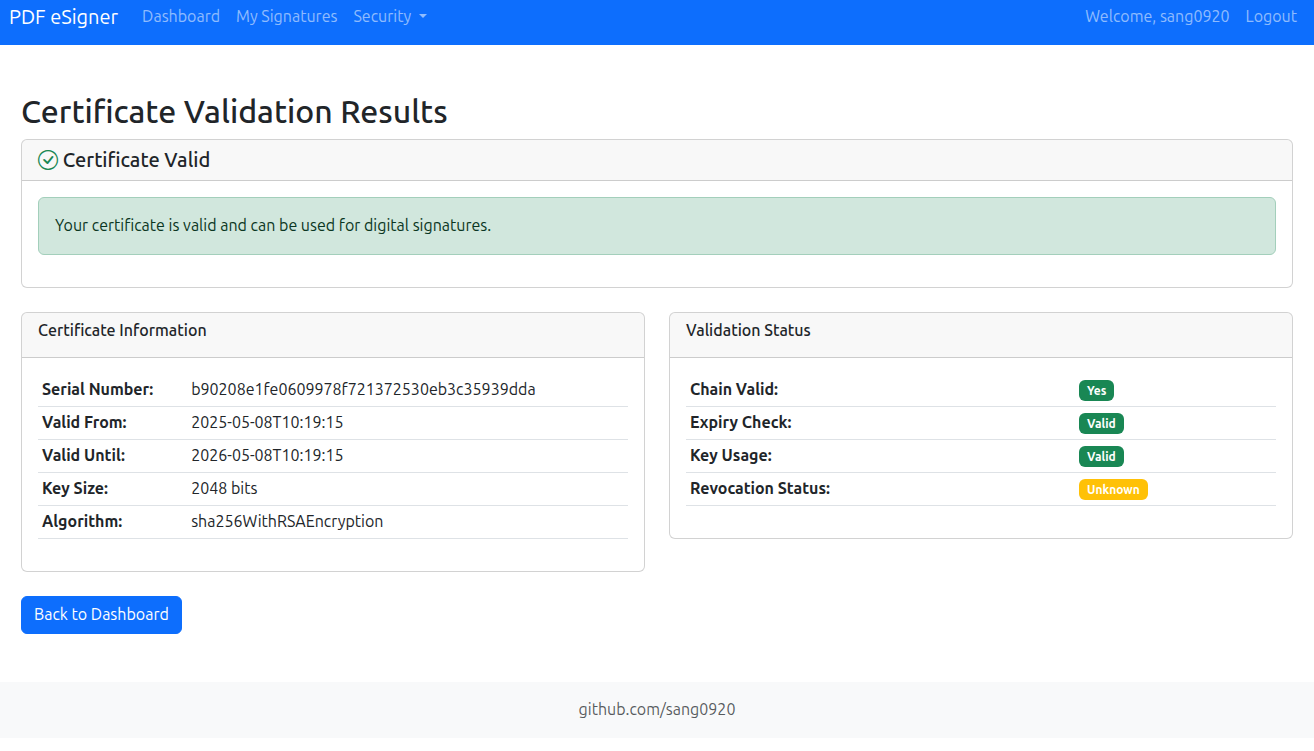 PDF eSigner Dashboard My Signatures Security Welcome, sang0920 Logout
Certificate Validation Results
Certificate Valid
Your certificate is valid and can be used for digital signatures.
Certificate Information
Serial Number: b90208e1fe0609978f721372530eb3c35939dda
Valid From: 2025-05-08T10:19:15
Valid Until: 2026-05-08T10:19:15
Key Size: 2048 bits
Algorithm: sha256WithRSAEncryption
Validation Status
Chain Valid: Yes
Expiry Check: Valid
Key Usage: Valid
Revocation Status: Unknown
Back to Dashboard
github.com/sang0920